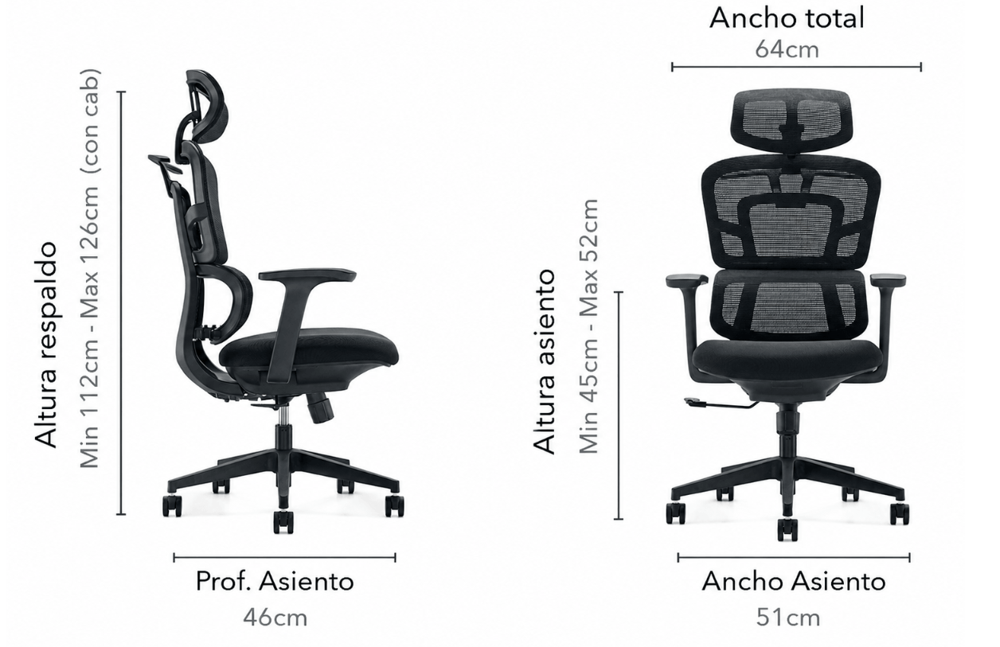 Ancho total
64cm
Altura respaldo
Min 112cm - Max 126cm (con cab)
Altura asiento
Min 45cm - Max 52cm
Prof. Asiento
46cm
Ancho Asiento
51cm